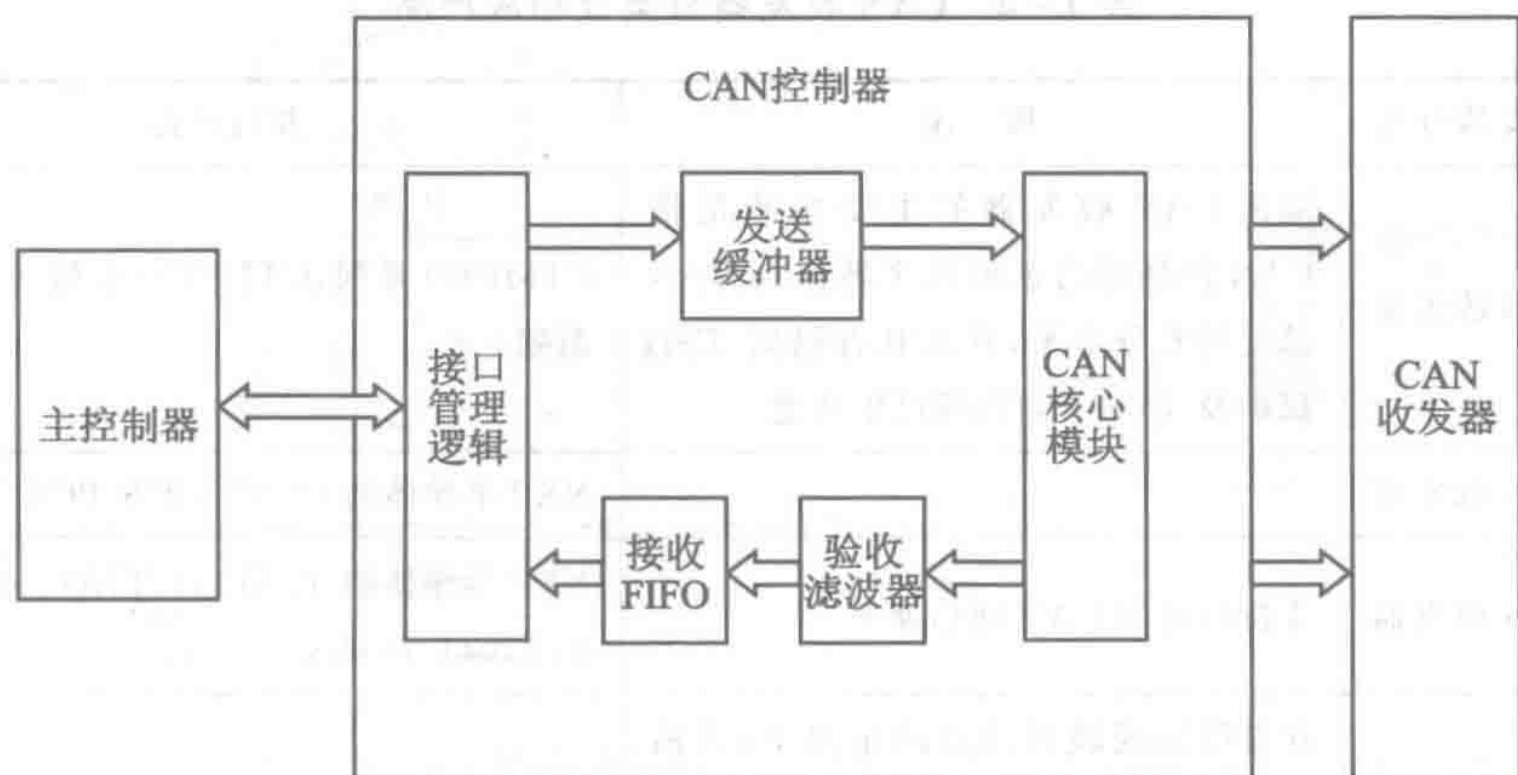 CAN控制器
主控制器
接口
管理
逻辑
发送
缓冲器
CAN
核心
模块
CAN
收发器
接收
FIFO
验收
滤波器